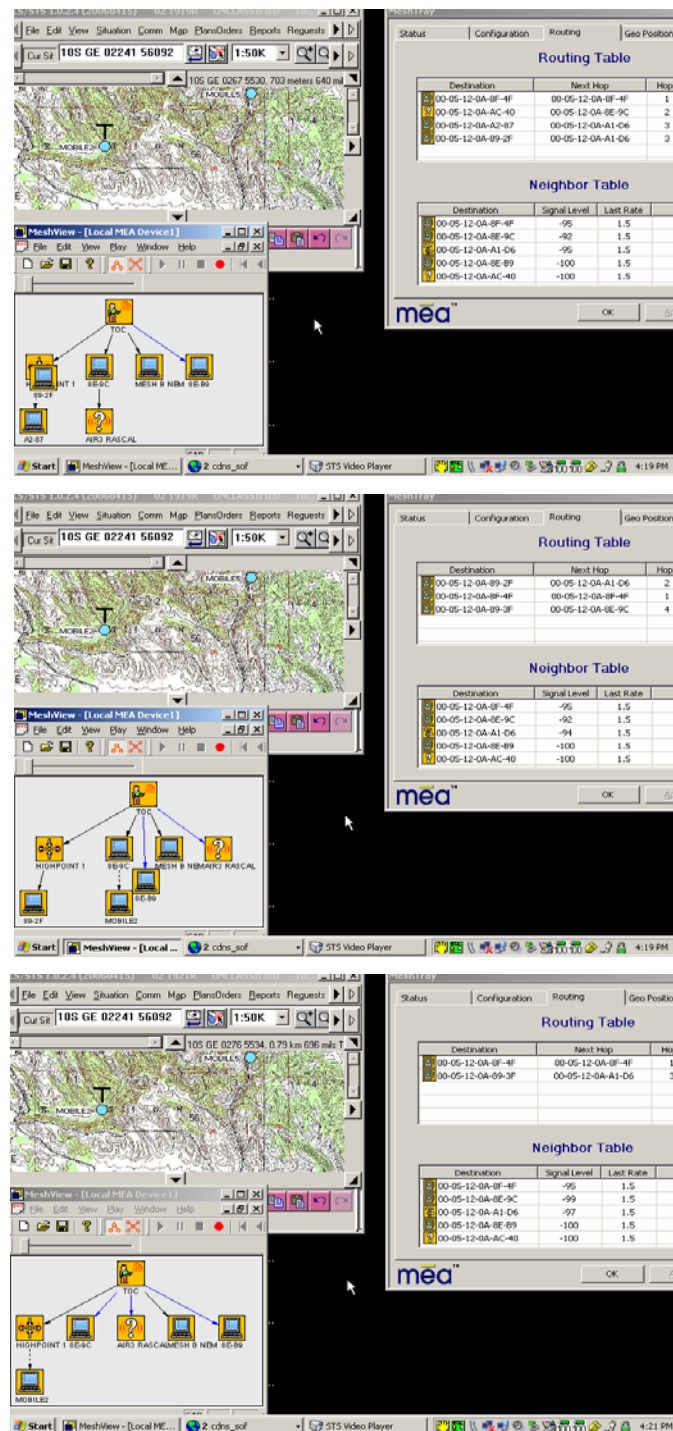 File Edit View Situation Comm Map PlansOrders Reports Requests
Cur Sit 10S GE 02241 56092 1:50K
10S GE 0267 5530, 703 meters 640 mil
MOBILE5
MOBILE2
MeshView - [Local MEA Device1]
File Edit View Play Window Help
TOC
8E-9C MESH B NEM 8E-B9
89-2F
A2-87 AIR3 RASCAL
Start MeshView - [Local ME... 2 cdns_sof STS Video Player 4:19 PM
MeshTray
Status Configuration Routing Geo Position
Routing Table
Destination Next Hop Hop
00-05-12-0A-8F-4F 00-05-12-0A-8F-4F 1
00-05-12-0A-AC-40 00-05-12-0A-8E-9C 2
00-05-12-0A-A2-87 00-05-12-0A-A1-D6 3
00-05-12-0A-89-2F 00-05-12-0A-A1-D6 3
Neighbor Table
Destination Signal Level Last Rate
00-05-12-0A-8F-4F -95 1.5
00-05-12-0A-8E-9C -92 1.5
00-05-12-0A-A1-D6 -95 1.5
00-05-12-0A-8E-B9 -100 1.5
00-05-12-0A-AC-40 -100 1.5
mea™ OK
File Edit View Situation Comm Map PlansOrders Reports Requests
Cur Sit 10S GE 02241 56092 1:50K
MOBILE5
MOBILE2
MeshView - [Local MEA Device1]
File Edit View Play Window Help
TOC
HIGHPOINT 1 8E-9C MESH B NEM AIR3 RASCAL
8E-B9
89-2F MOBILE2
Start MeshView - [Local ... 2 cdns_sof STS Video Player 4:19 PM
Status Configuration Routing Geo Position
Routing Table
Destination Next Hop Hop
00-05-12-0A-89-2F 00-05-12-0A-A1-D6 2
00-05-12-0A-8F-4F 00-05-12-0A-8F-4F 1
00-05-12-0A-89-3F 00-05-12-0A-8E-9C 4
Neighbor Table
Destination Signal Level Last Rate
00-05-12-0A-8F-4F -95 1.5
00-05-12-0A-8E-9C -92 1.5
00-05-12-0A-A1-D6 -94 1.5
00-05-12-0A-8E-B9 -100 1.5
00-05-12-0A-AC-40 -100 1.5
mea™ OK
File Edit View Situation Comm Map PlansOrders Reports Requests
Cur Sit 10S GE 02241 56092 1:50K
10S GE 0276 5534, 0.79 km 696 mils T
MOBILE5
MOBILE2
MeshView - [Local MEA Device1]
File Edit View Play Window Help
TOC
HIGHPOINT 1 8E-9C AIR3 RASCAL MESH B NEM 8E-B9
MOBILE2
Start MeshView - [Local ME... 2 cdns_sof STS Video Player 4:21 PM
MeshTray
Status Configuration Routing Geo Position
Routing Table
Destination Next Hop
00-05-12-0A-8F-4F 00-05-12-0A-8F-4F
00-05-12-0A-89-3F 00-05-12-0A-A1-D6
Neighbor Table
Destination Signal Level Last Rate
00-05-12-0A-8F-4F -95 1.5
00-05-12-0A-8E-9C -99 1.5
00-05-12-0A-A1-D6 -97 1.5
00-05-12-0A-8E-B9 -100 1.5
00-05-12-0A-AC-40 -100 1.5
mea™ OK